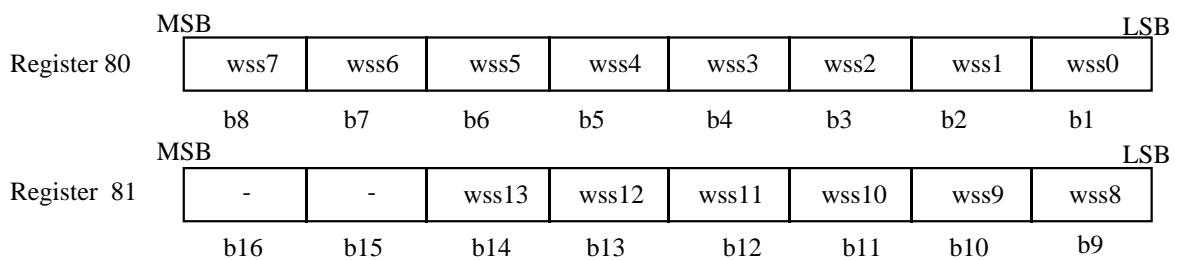 MSB LSB
Register 80 wss7 wss6 wss5 wss4 wss3 wss2 wss1 wss0
b8 b7 b6 b5 b4 b3 b2 b1
MSB LSB
Register 81 - - wss13 wss12 wss11 wss10 wss9 wss8
b16 b15 b14 b13 b12 b11 b10 b9